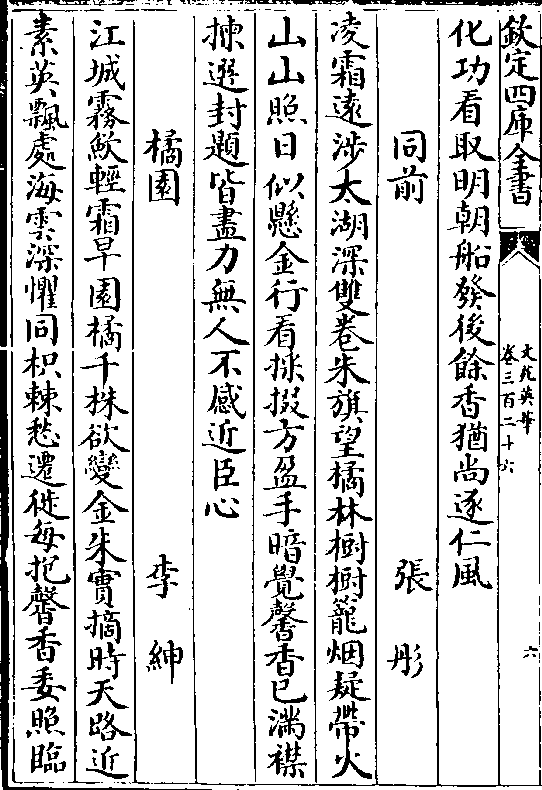 欽定四庫全書
文苑英華
卷三百二十六
六
化功看取明朝船發後餘香猶尚逐仁風
同前 張彤
凌霜遠涉太湖深雙卷朱旗望橘林樹樹籠烟疑帶火
山山照日似懸金行看採掇方盈手暗覺馨香已滿襟
揀選封題皆盡力無人不感近臣心
橘園 李紳
江城霧斂輕霜早園橘千株欲變金朱實摘時天路近
素英飄處海雲深懼同枳棘愁遷徙每抱馨香委照臨